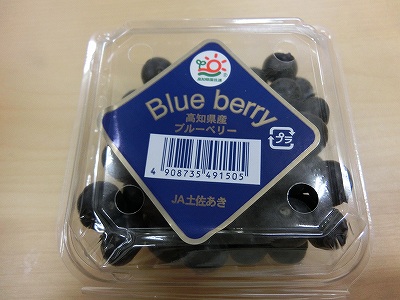 Blue berry
高知県産
ブルーベリー
プラ
4 908735 491505
JA土佐あき